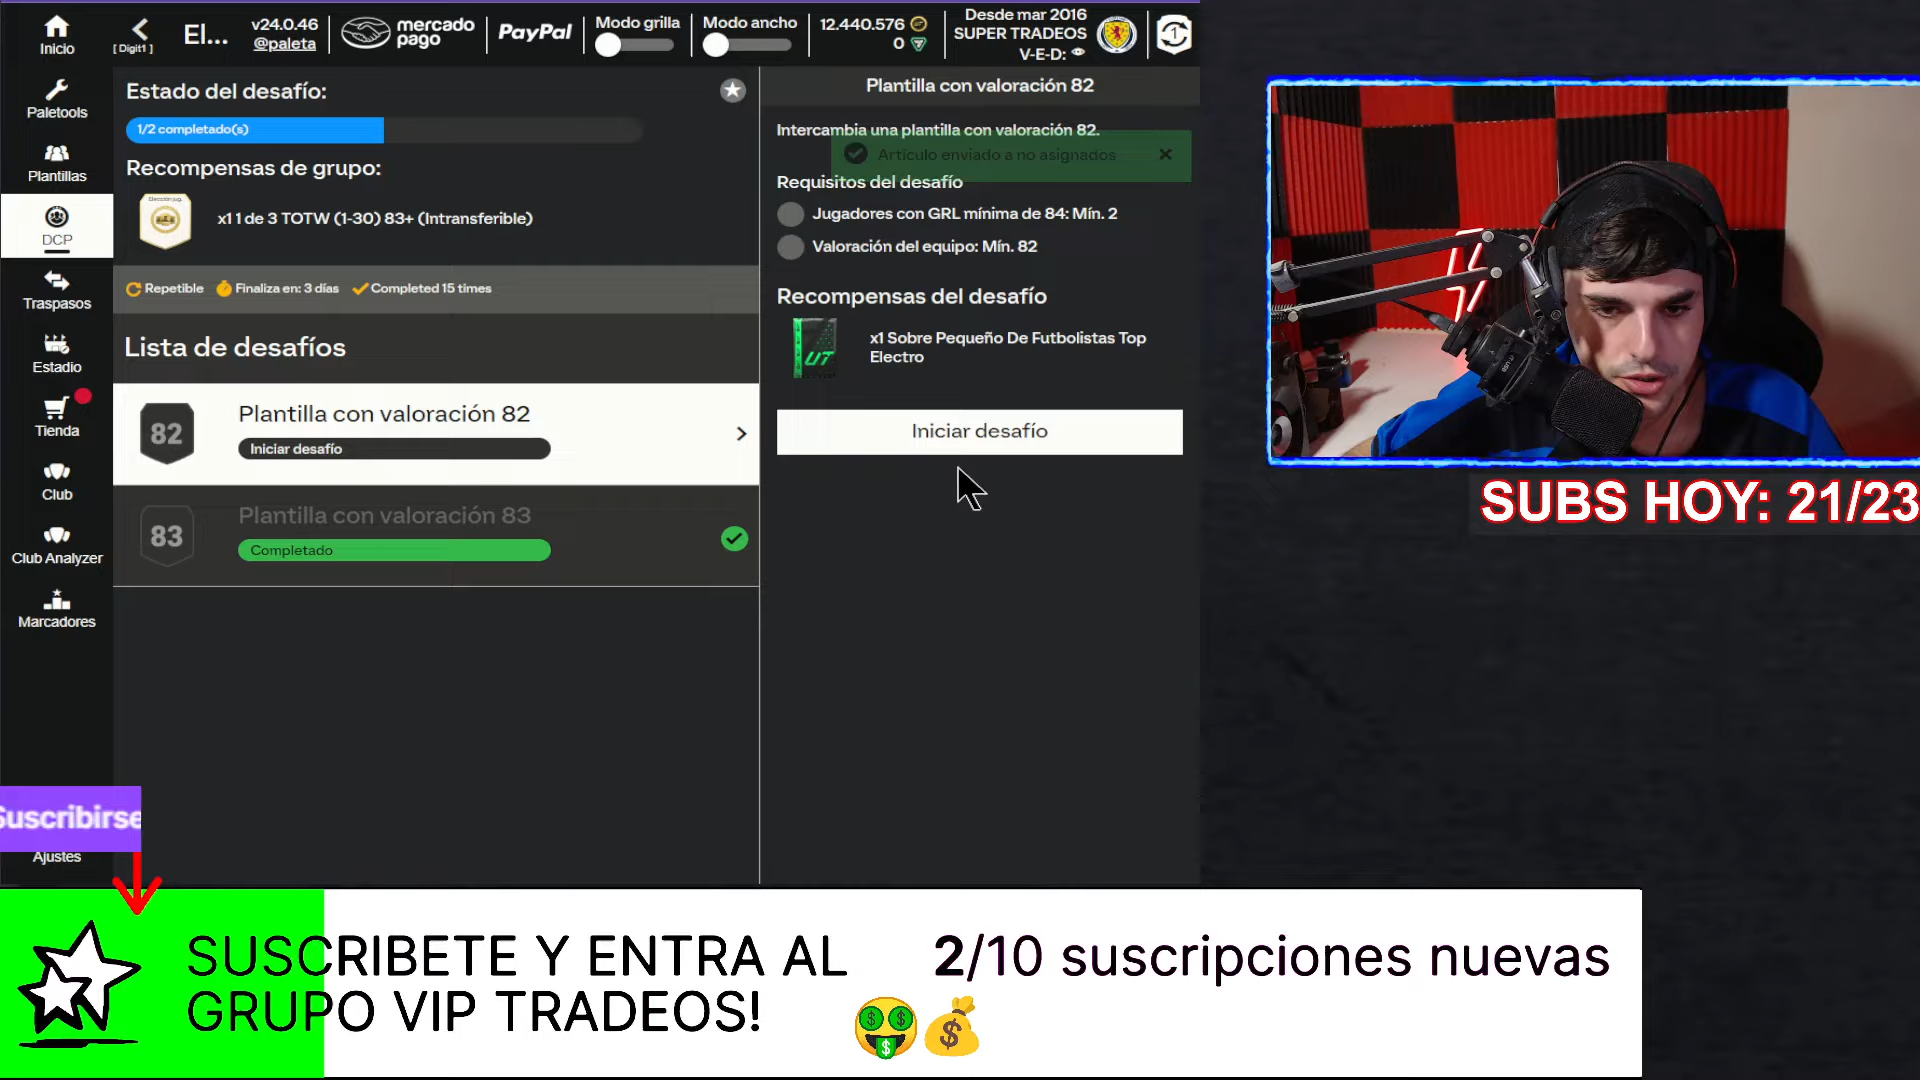 Inicio
[ Digit1 ]
El...
v24.0.46
@paleta
mercado
pago
PayPal
Modo grilla
Modo ancho
12.440.576
0
Desde mar 2016
SUPER TRADEOS
V-E-D:
1
Paletools
Plantillas
DCP
Traspasos
Estadio
Tienda
Club
Club Analyzer
Marcadores
Suscribirse
Ajustes
Estado del desafío:
1/2 completado(s)
Recompensas de grupo:
Elección jug.
x1 1 de 3 TOTW (1-30) 83+ (Intransferible)
Repetible
Finaliza en: 3 días
Completed 15 times
Lista de desafíos
82
Plantilla con valoración 82
Iniciar desafío
83
Plantilla con valoración 83
Completado
Plantilla con valoración 82
Intercambia una plantilla con valoración 82.
Artículo enviado a no asignados
Requisitos del desafío
Jugadores con GRL mínima de 84: Mín. 2
Valoración del equipo: Mín. 82
Recompensas del desafío
UT
x1 Sobre Pequeño De Futbolistas Top
Electro
Iniciar desafío
SUBS HOY: 21/23
SUSCRIBETE Y ENTRA AL
GRUPO VIP TRADEOS!
2/10 suscripciones nuevas